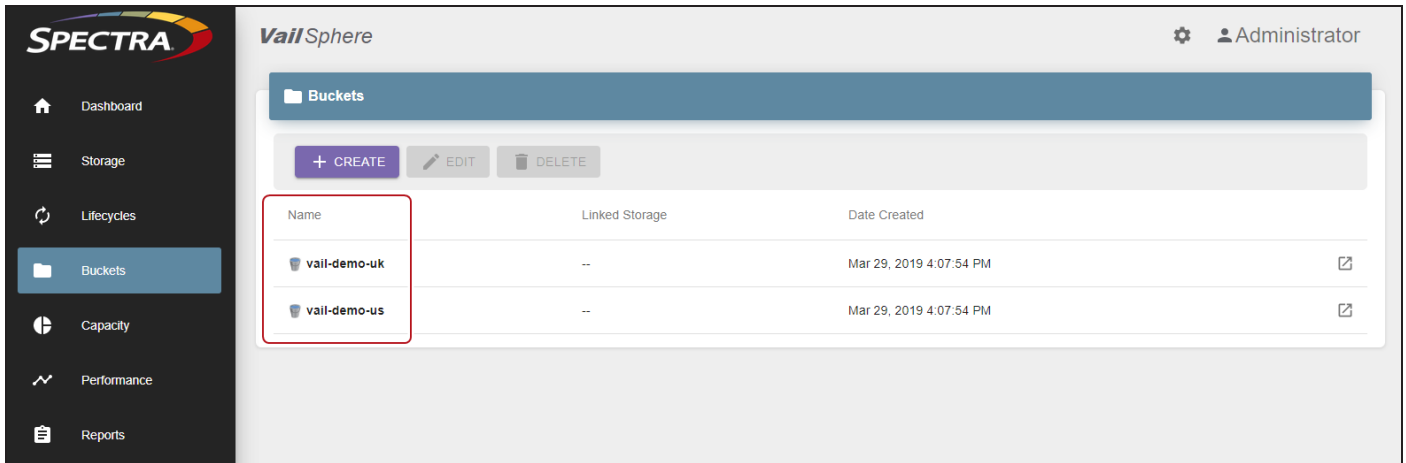 SPECTRA
Vail Sphere
Administrator
Dashboard
Storage
Lifecycles
Buckets
Capacity
Performance
Reports
Buckets
+ CREATE EDIT DELETE
Name Linked Storage Date Created
vail-demo-uk -- Mar 29, 2019 4:07:54 PM
vail-demo-us -- Mar 29, 2019 4:07:54 PM